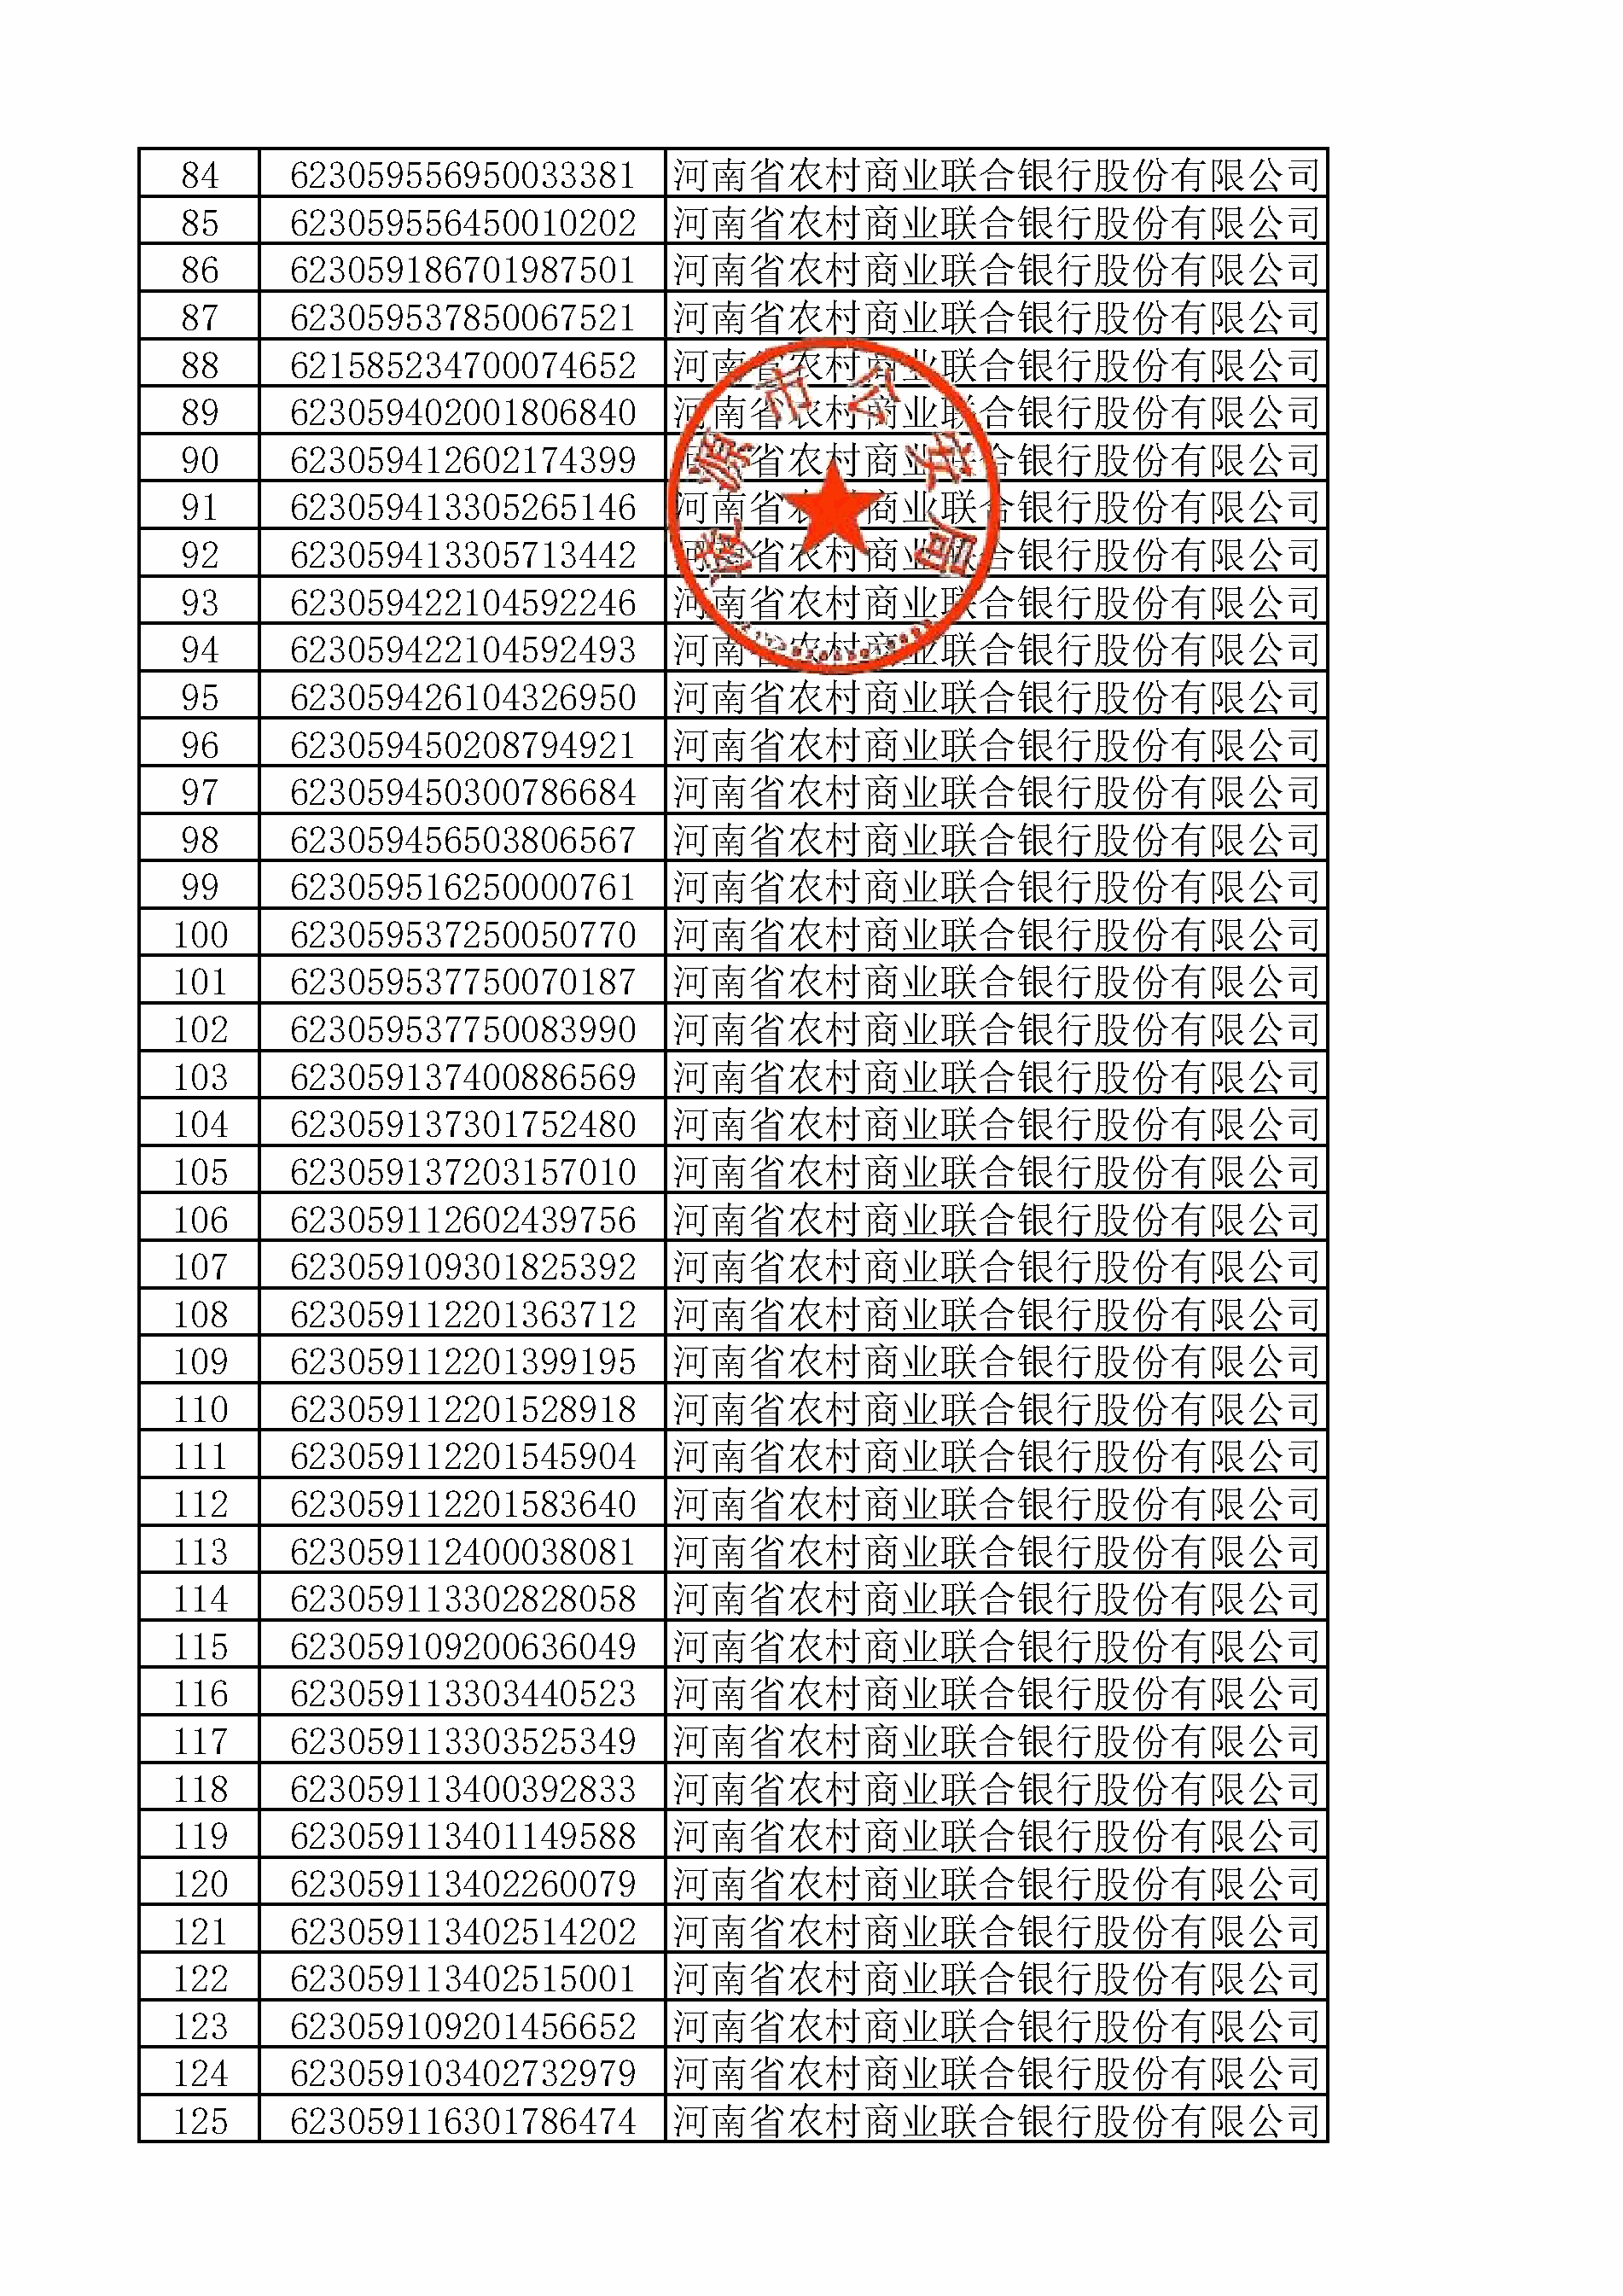 84 623059556950033381 河南省农村商业联合银行股份有限公司
85 623059556450010202 河南省农村商业联合银行股份有限公司
86 623059186701987501 河南省农村商业联合银行股份有限公司
87 623059537850067521 河南省农村商业联合银行股份有限公司
88 621585234700074652 河南省农村商业联合银行股份有限公司
89 623059402001806840 河南省农村商业联合银行股份有限公司
90 623059412602174399 河南省农村商业联合银行股份有限公司
91 623059413305265146 河南省农村商业联合银行股份有限公司
92 623059413305713442 河南省农村商业联合银行股份有限公司
93 623059422104592246 河南省农村商业联合银行股份有限公司
94 623059422104592493 河南省农村商业联合银行股份有限公司
95 623059426104326950 河南省农村商业联合银行股份有限公司
96 623059450208794921 河南省农村商业联合银行股份有限公司
97 623059450300786684 河南省农村商业联合银行股份有限公司
98 623059456503806567 河南省农村商业联合银行股份有限公司
99 623059516250000761 河南省农村商业联合银行股份有限公司
100 623059537250050770 河南省农村商业联合银行股份有限公司
101 623059537750070187 河南省农村商业联合银行股份有限公司
102 623059537750083990 河南省农村商业联合银行股份有限公司
103 623059137400886569 河南省农村商业联合银行股份有限公司
104 623059137301752480 河南省农村商业联合银行股份有限公司
105 623059137203157010 河南省农村商业联合银行股份有限公司
106 623059112602439756 河南省农村商业联合银行股份有限公司
107 623059109301825392 河南省农村商业联合银行股份有限公司
108 623059112201363712 河南省农村商业联合银行股份有限公司
109 623059112201399195 河南省农村商业联合银行股份有限公司
110 623059112201528918 河南省农村商业联合银行股份有限公司
111 623059112201545904 河南省农村商业联合银行股份有限公司
112 623059112201583640 河南省农村商业联合银行股份有限公司
113 623059112400038081 河南省农村商业联合银行股份有限公司
114 623059113302828058 河南省农村商业联合银行股份有限公司
115 623059109200636049 河南省农村商业联合银行股份有限公司
116 623059113303440523 河南省农村商业联合银行股份有限公司
117 623059113303525349 河南省农村商业联合银行股份有限公司
118 623059113400392833 河南省农村商业联合银行股份有限公司
119 623059113401149588 河南省农村商业联合银行股份有限公司
120 623059113402260079 河南省农村商业联合银行股份有限公司
121 623059113402514202 河南省农村商业联合银行股份有限公司
122 623059113402515001 河南省农村商业联合银行股份有限公司
123 623059109201456652 河南省农村商业联合银行股份有限公司
124 623059103402732979 河南省农村商业联合银行股份有限公司
125 623059116301786474 河南省农村商业联合银行股份有限公司
凌源市公安局